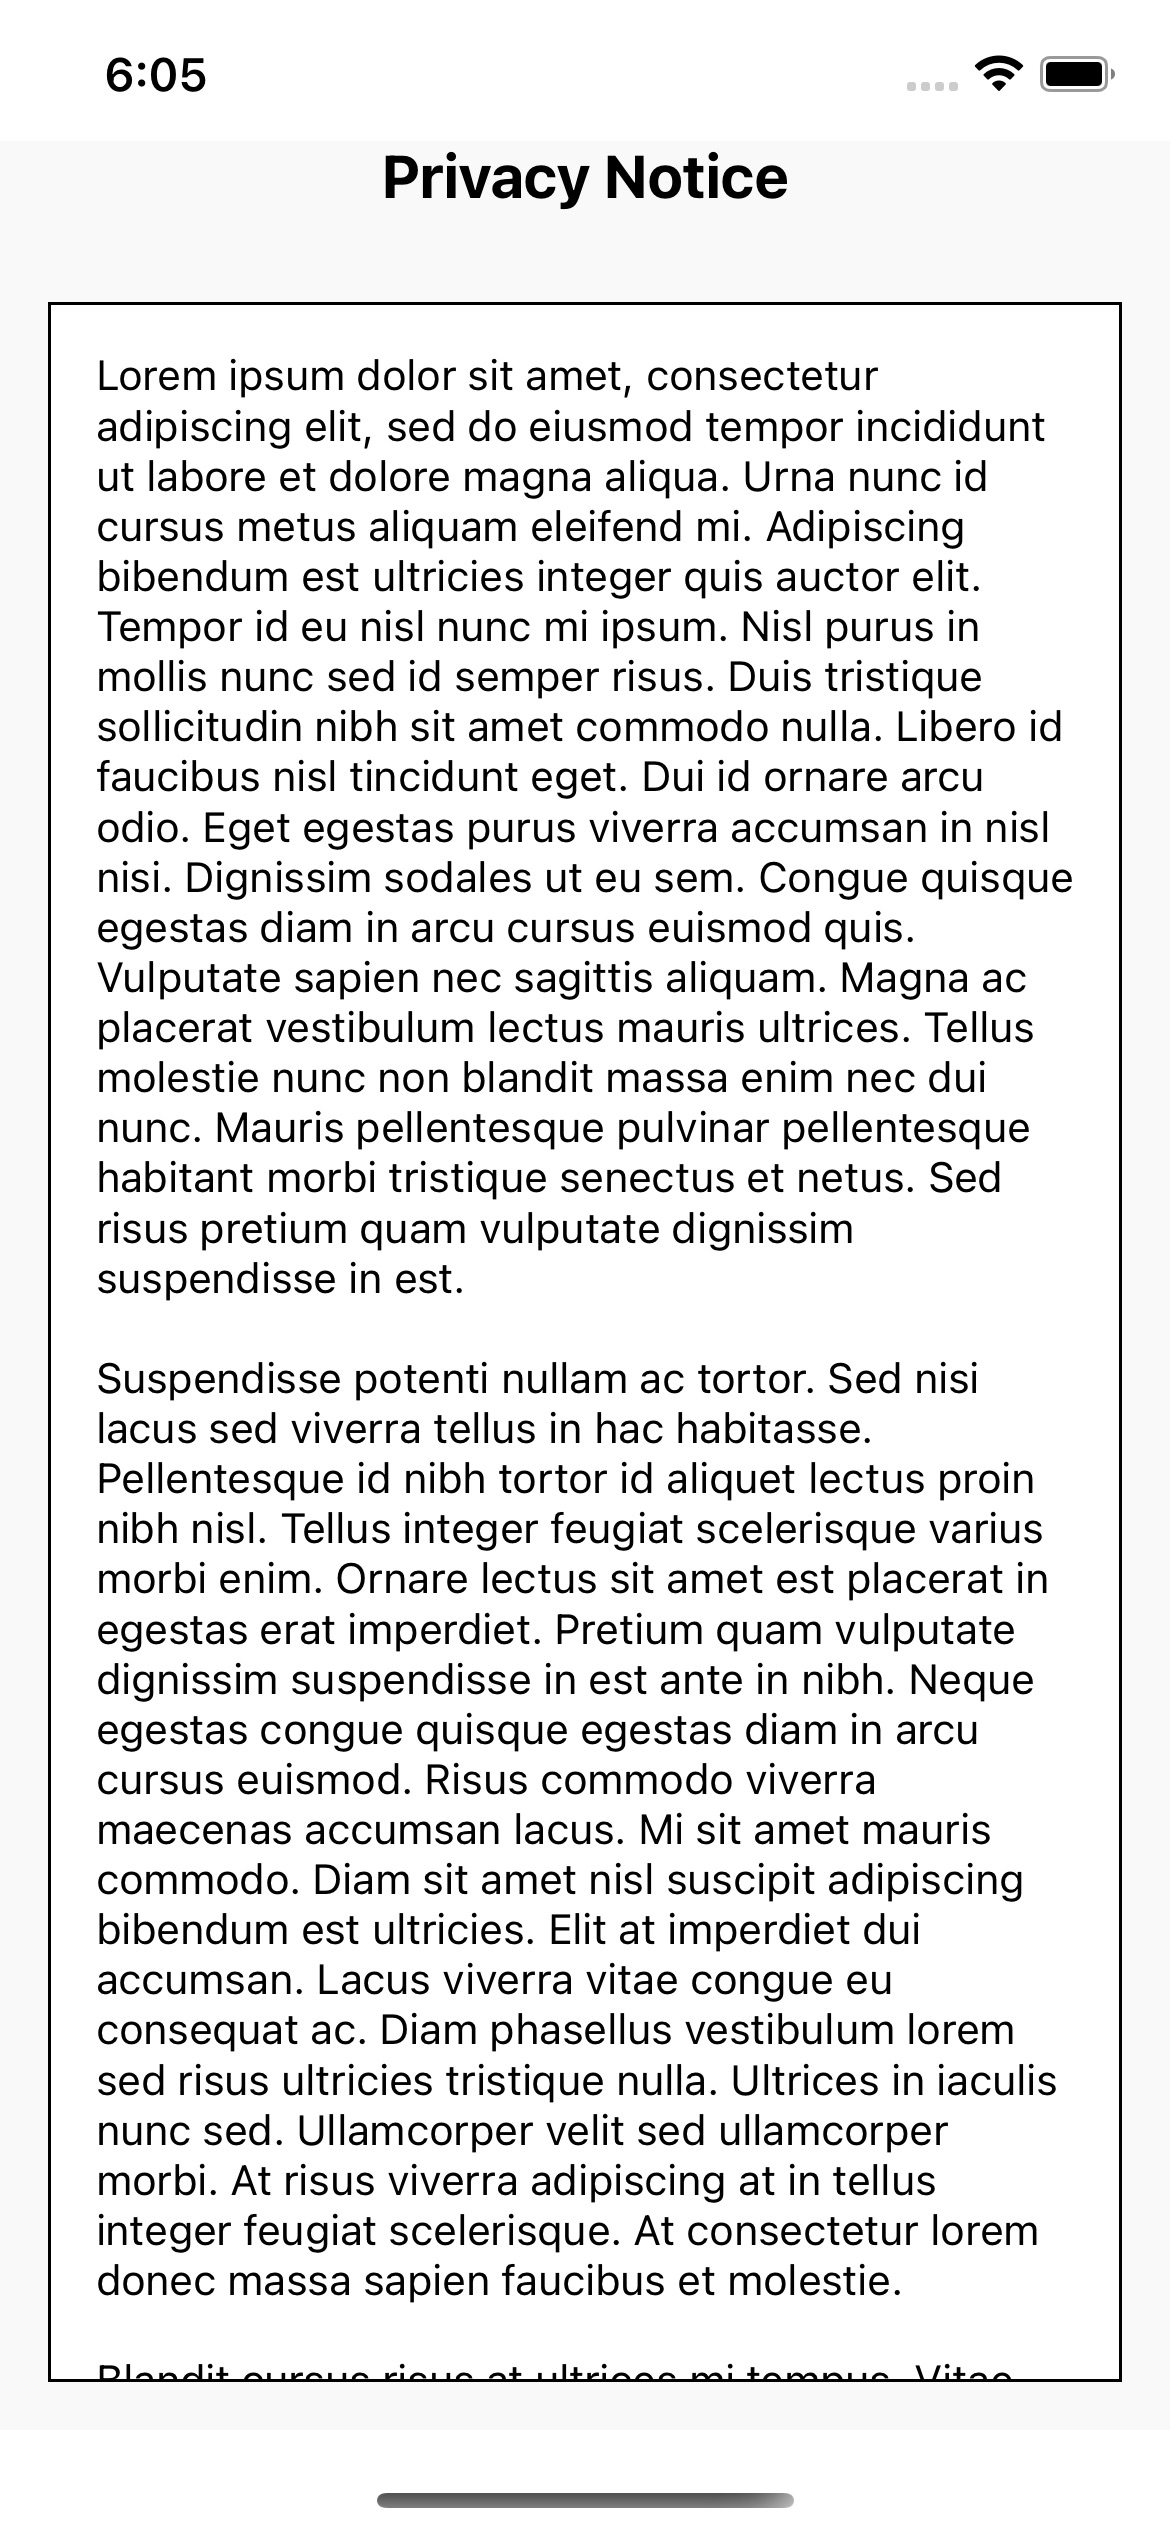 6:05
Privacy Notice
Lorem ipsum dolor sit amet, consectetur
adipiscing elit, sed do eiusmod tempor incididunt
ut labore et dolore magna aliqua. Urna nunc id
cursus metus aliquam eleifend mi. Adipiscing
bibendum est ultricies integer quis auctor elit.
Tempor id eu nisl nunc mi ipsum. Nisl purus in
mollis nunc sed id semper risus. Duis tristique
sollicitudin nibh sit amet commodo nulla. Libero id
faucibus nisl tincidunt eget. Dui id ornare arcu
odio. Eget egestas purus viverra accumsan in nisl
nisi. Dignissim sodales ut eu sem. Congue quisque
egestas diam in arcu cursus euismod quis.
Vulputate sapien nec sagittis aliquam. Magna ac
placerat vestibulum lectus mauris ultrices. Tellus
molestie nunc non blandit massa enim nec dui
nunc. Mauris pellentesque pulvinar pellentesque
habitant morbi tristique senectus et netus. Sed
risus pretium quam vulputate dignissim
suspendisse in est.
Suspendisse potenti nullam ac tortor. Sed nisi
lacus sed viverra tellus in hac habitasse.
Pellentesque id nibh tortor id aliquet lectus proin
nibh nisl. Tellus integer feugiat scelerisque varius
morbi enim. Ornare lectus sit amet est placerat in
egestas erat imperdiet. Pretium quam vulputate
dignissim suspendisse in est ante in nibh. Neque
egestas congue quisque egestas diam in arcu
cursus euismod. Risus commodo viverra
maecenas accumsan lacus. Mi sit amet mauris
commodo. Diam sit amet nisl suscipit adipiscing
bibendum est ultricies. Elit at imperdiet dui
accumsan. Lacus viverra vitae congue eu
consequat ac. Diam phasellus vestibulum lorem
sed risus ultricies tristique nulla. Ultrices in iaculis
nunc sed. Ullamcorper velit sed ullamcorper
morbi. At risus viverra adipiscing at in tellus
integer feugiat scelerisque. At consectetur lorem
donec massa sapien faucibus et molestie.
Blandit cursus risus at ultrices mi tempus. Vitae